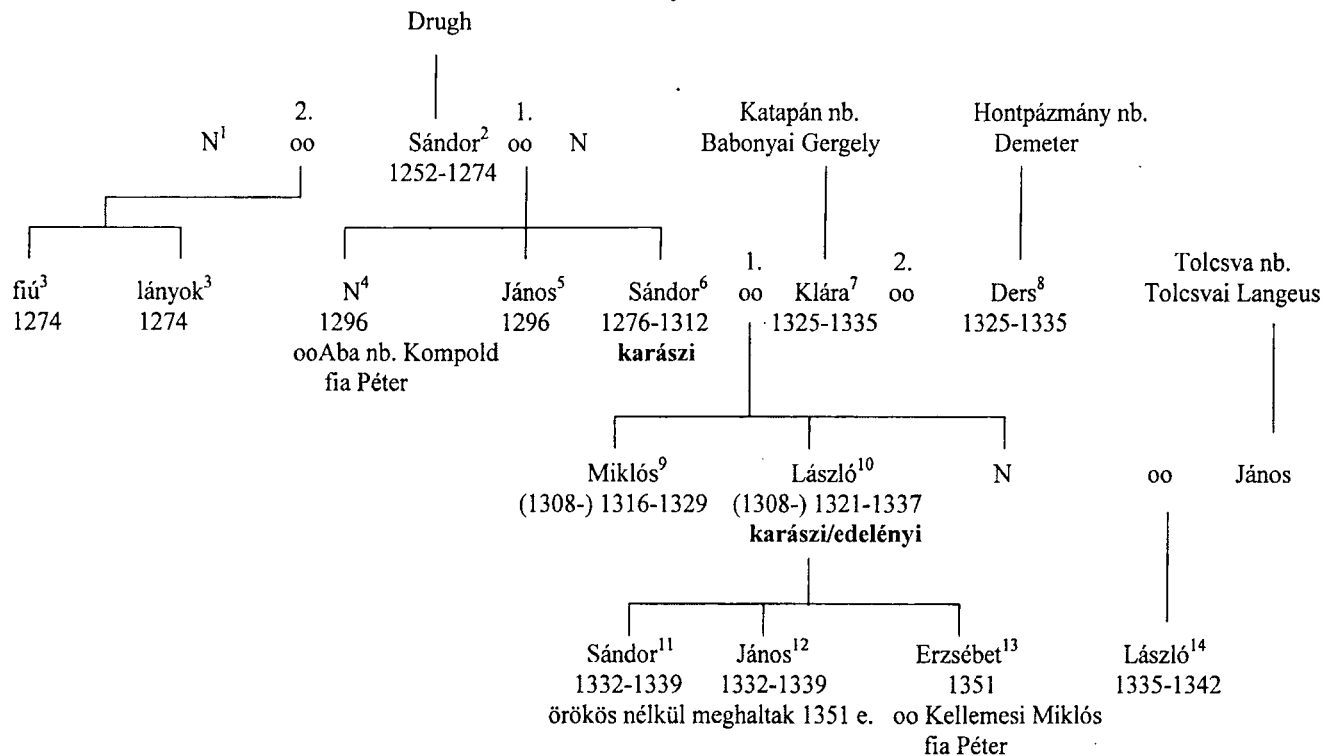 Drugh
2. 1. Katapán nb. Hontpázmány nb.
N¹ oo Sándor² oo N Babonyai Gergely Demeter
1252-1274
1. 2. Tolcsva nb.
fiú³ lányok³ N⁴ János⁵ Sándor⁶ oo Klára⁷ oo Ders⁸ Tolcsvai Langeus
1274 1274 1296 1296 1276-1312 1325-1335 1325-1335
ooAba nb. Kompold karászi
fia Péter
Miklós⁹ László¹⁰ N oo János
(1308-) 1316-1329 (1308-) 1321-1337
karászi/edelényi
Sándor¹¹ János¹² Erzsébet¹³ László¹⁴
1332-1339 1332-1339 1351 1335-1342
örökös nélkül meghaltak 1351 e. oo Kellemesi Miklós
fia Péter